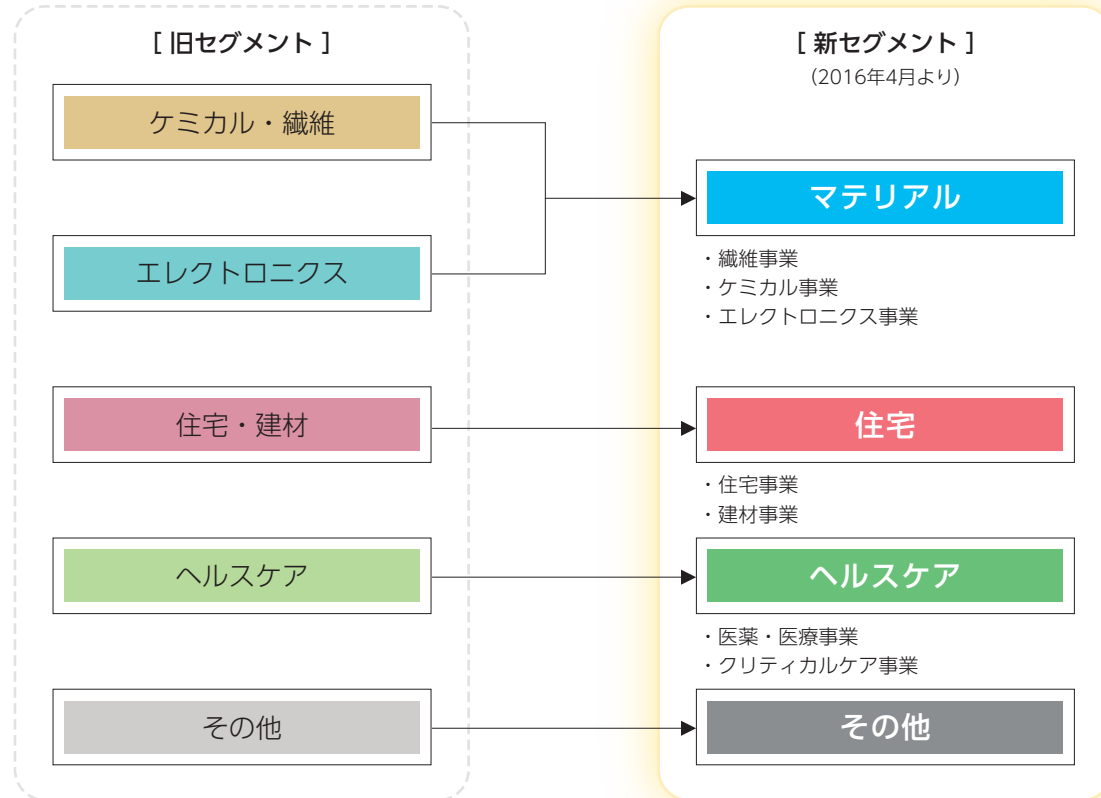 [ 旧セグメント ]
ケミカル・繊維
エレクトロニクス
住宅・建材
ヘルスケア
その他
[ 新セグメント ]
（2016年4月より）
マテリアル
・繊維事業
・ケミカル事業
・エレクトロニクス事業
住宅
・住宅事業
・建材事業
ヘルスケア
・医薬・医療事業
・クリティカルケア事業
その他